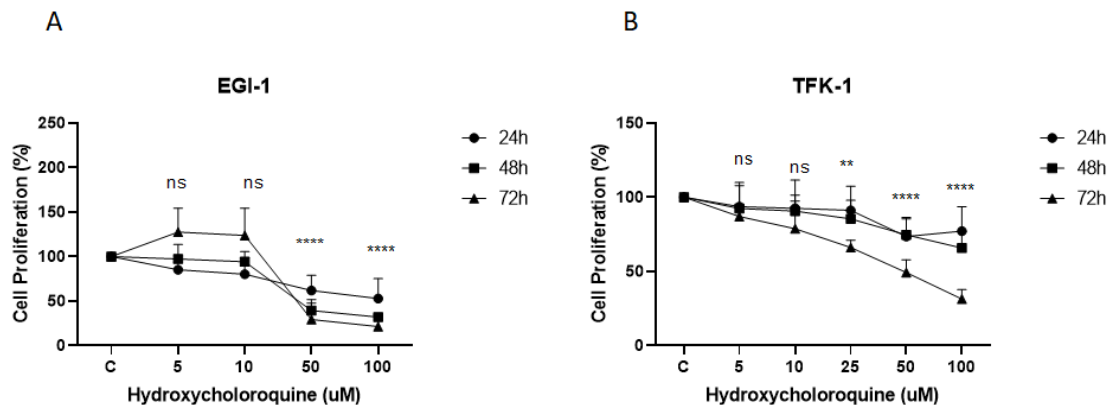 A
EGI-1
Cell Proliferation (%)
250
200
150
100
50
0
ns
ns
****
****
C 5 10 50 100
Hydroxycholoroquine (uM)
24h
48h
72h
B
TFK-1
Cell Proliferation (%)
150
100
50
0
ns
ns
**
****
****
C 5 10 25 50 100
Hydroxycholoroquine (uM)
24h
48h
72h